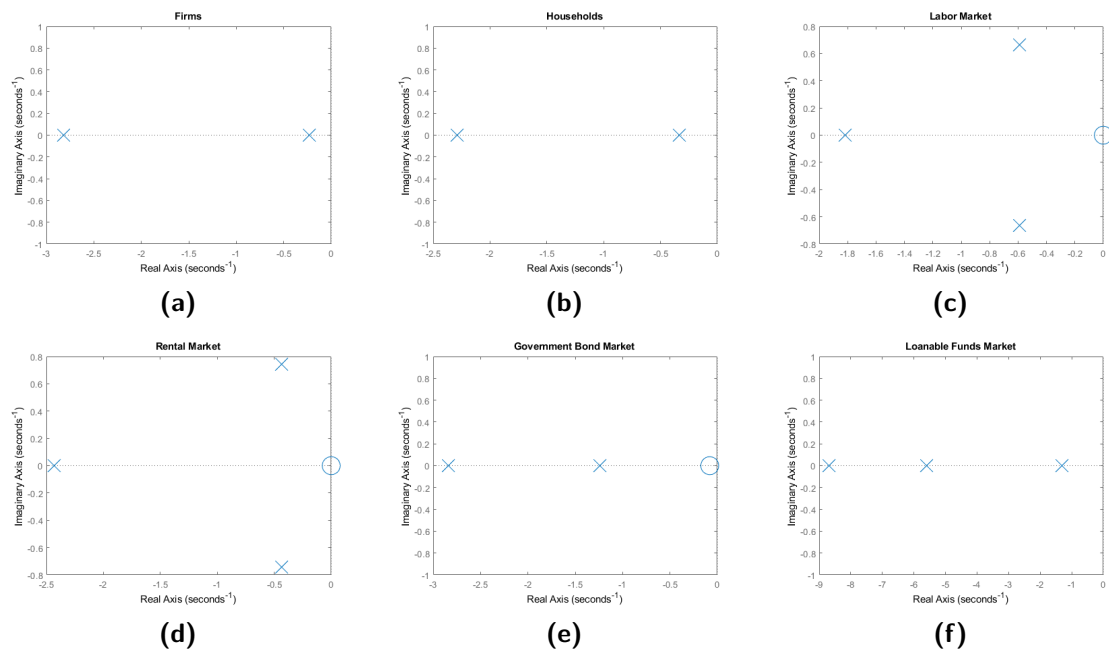 Firms
Imaginary Axis (seconds⁻¹)
1
0.8
0.6
0.4
0.2
0
-0.2
-0.4
-0.6
-0.8
-1
-3 -2.5 -2 -1.5 -1 -0.5 0
Real Axis (seconds⁻¹)
(a)
Households
Imaginary Axis (seconds⁻¹)
1
0.8
0.6
0.4
0.2
0
-0.2
-0.4
-0.6
-0.8
-1
-2.5 -2 -1.5 -1 -0.5 0
Real Axis (seconds⁻¹)
(b)
Labor Market
Imaginary Axis (seconds⁻¹)
0.8
0.6
0.4
0.2
0
-0.2
-0.4
-0.6
-0.8
-2 -1.8 -1.6 -1.4 -1.2 -1 -0.8 -0.6 -0.4 -0.2 0
Real Axis (seconds⁻¹)
(c)
Rental Market
Imaginary Axis (seconds⁻¹)
0.8
0.6
0.4
0.2
0
-0.2
-0.4
-0.6
-0.8
-2.5 -2 -1.5 -1 -0.5 0
Real Axis (seconds⁻¹)
(d)
Government Bond Market
Imaginary Axis (seconds⁻¹)
1
0.8
0.6
0.4
0.2
0
-0.2
-0.4
-0.6
-0.8
-1
-3 -2.5 -2 -1.5 -1 -0.5 0
Real Axis (seconds⁻¹)
(e)
Loanable Funds Market
Imaginary Axis (seconds⁻¹)
1
0.8
0.6
0.4
0.2
0
-0.2
-0.4
-0.6
-0.8
-1
-9 -8 -7 -6 -5 -4 -3 -2 -1 0
Real Axis (seconds⁻¹)
(f)